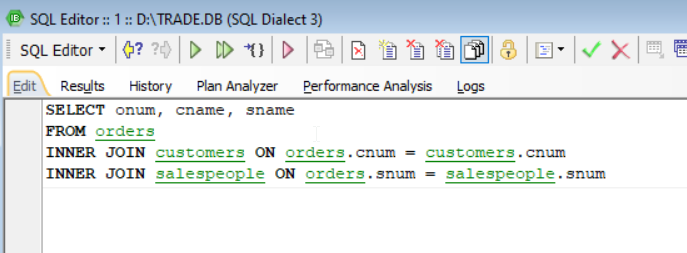 SQL Editor :: 1 :: D:\TRADE.DB (SQL Dialect 3)
SQL Editor
Edit Results History Plan Analyzer Performance Analysis Logs
SELECT onum, cname, sname
FROM orders
INNER JOIN customers ON orders.cnum = customers.cnum
INNER JOIN salespeople ON orders.snum = salespeople.snum